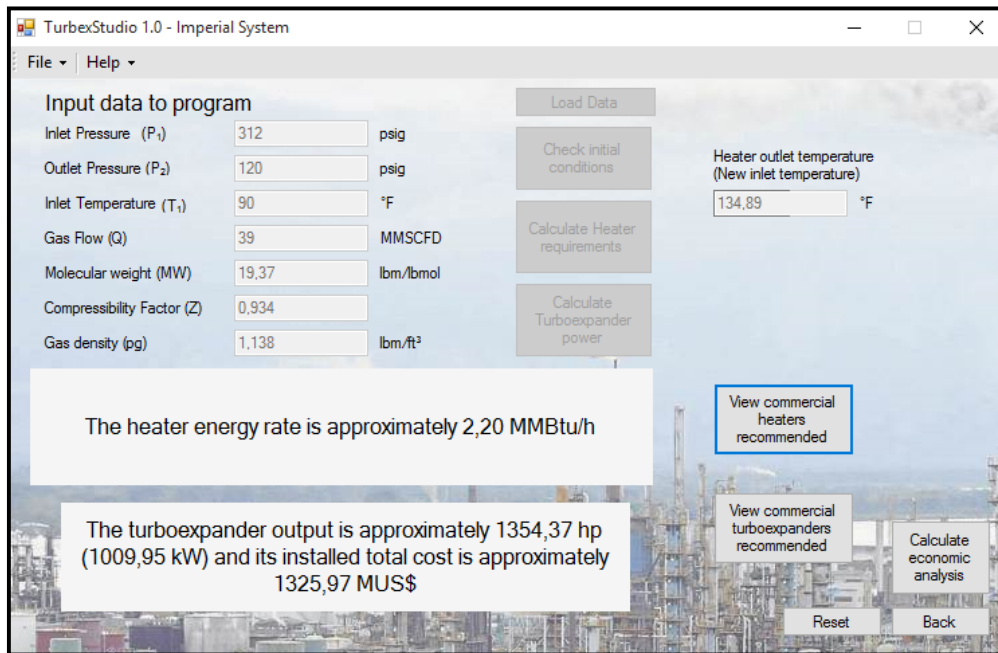 TurbexStudio 1.0 - Imperial System
File Help
Input data to program
Inlet Pressure (P₁) 312 psig
Outlet Pressure (P₂) 120 psig
Inlet Temperature (T₁) 90 °F
Gas Flow (Q) 39 MMSCFD
Molecular weight (MW) 19,37 lbm/lbmol
Compressibility Factor (Z) 0,934
Gas density (ρg) 1,138 lbm/ft³
Load Data
Check initial
conditions
Calculate Heater
requirements
Calculate
Turboexpander
power
Heater outlet temperature
(New inlet temperature)
134,89 °F
The heater energy rate is approximately 2,20 MMBtu/h
View commercial
heaters
recommended
The turboexpander output is approximately 1354,37 hp
(1009,95 kW) and its installed total cost is approximately
1325,97 MUS$
View commercial
turboexpanders
recommended
Calculate
economic
analysis
Reset
Back